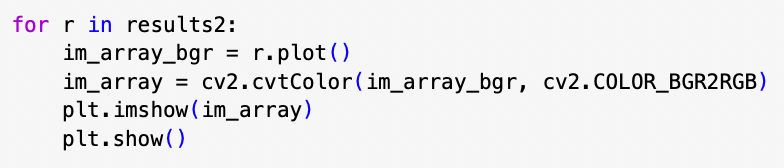 for r in results2:
    im_array_bgr = r.plot()
    im_array = cv2.cvtColor(im_array_bgr, cv2.COLOR_BGR2RGB)
    plt.imshow(im_array)
    plt.show()